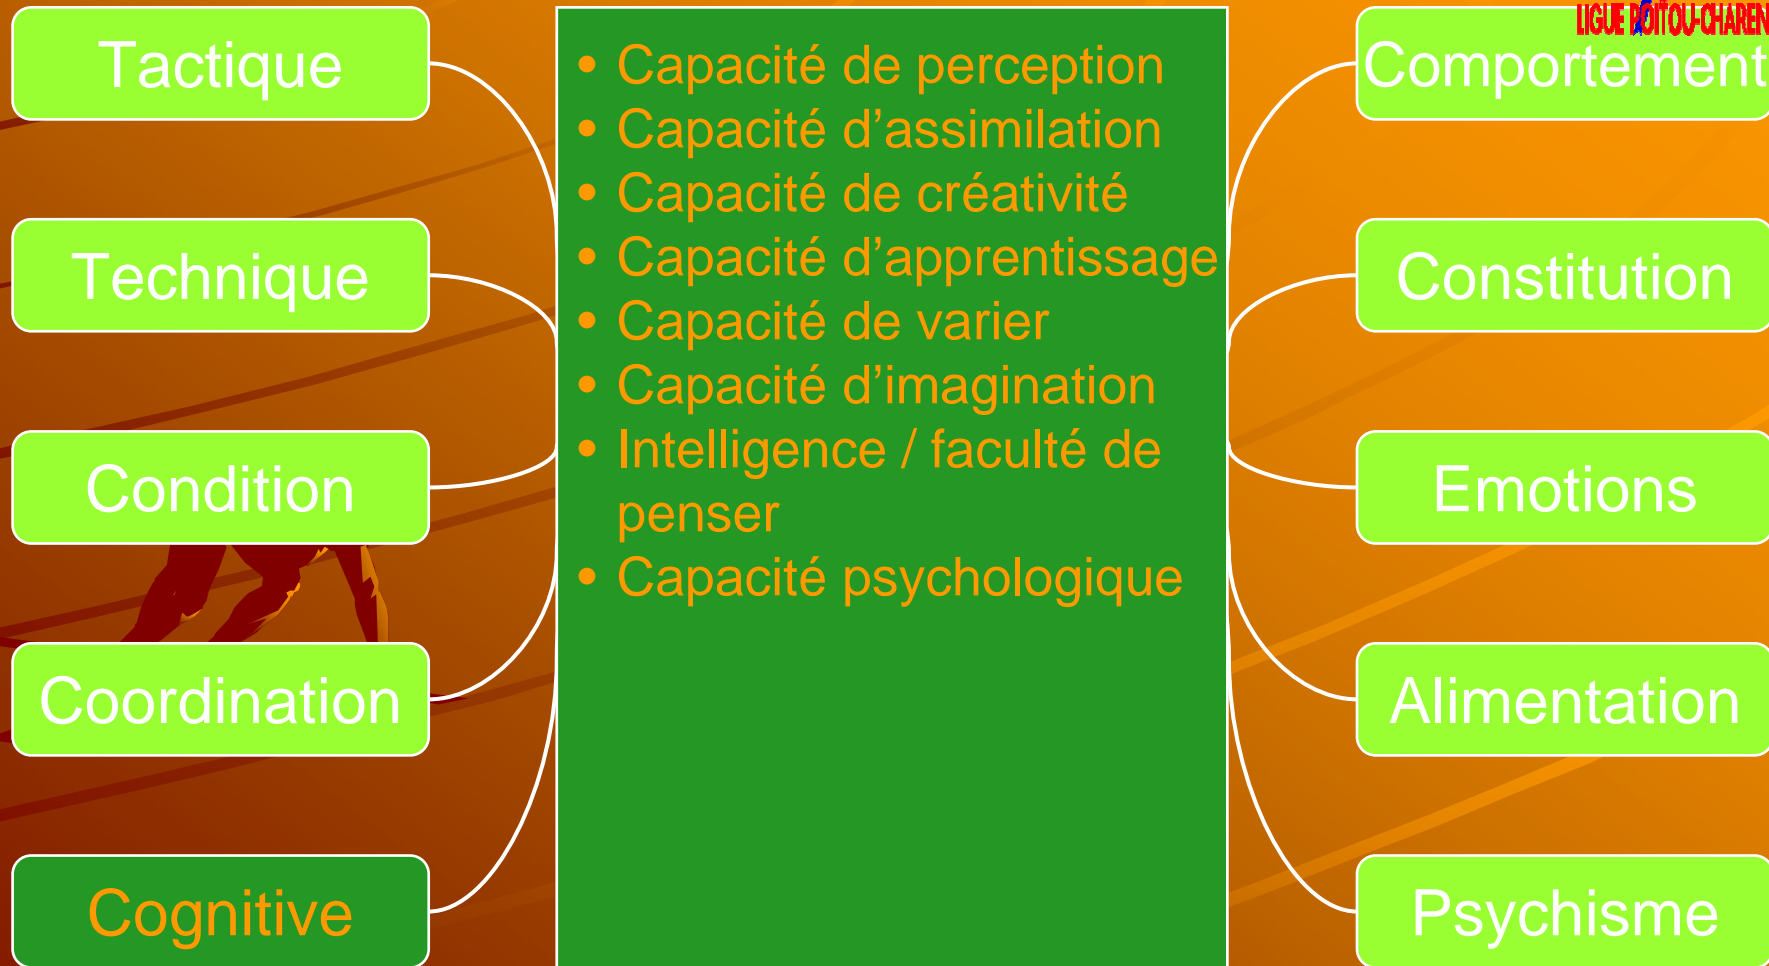 Tactique
Technique
Condition
Coordination
Cognitive
• Capacité de perception
• Capacité d’assimilation
• Capacité de créativité
• Capacité d’apprentissage
• Capacité de varier
• Capacité d’imagination
• Intelligence / faculté de
penser
• Capacité psychologique
LIGUE POITOU-CHAREN
Comportement
Constitution
Emotions
Alimentation
Psychisme